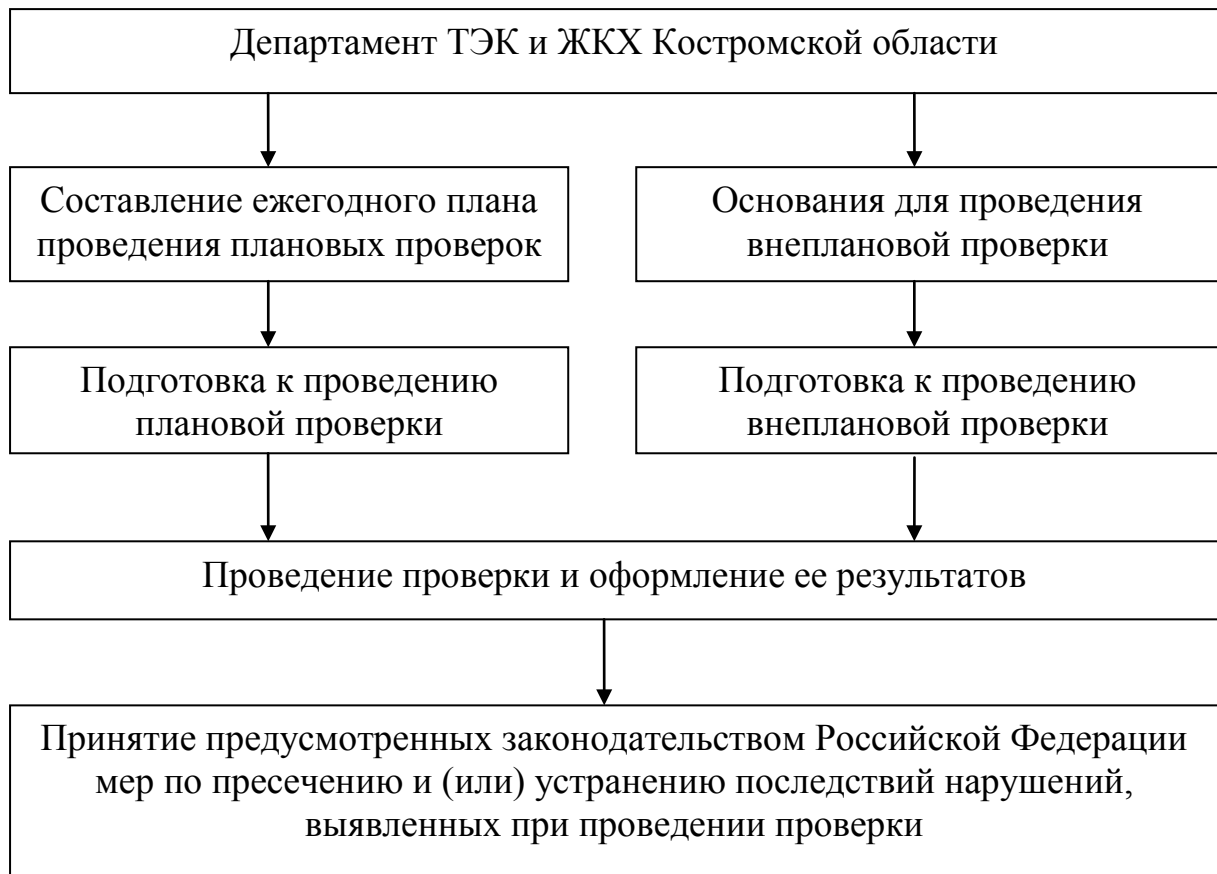 Департамент ТЭК и ЖКХ Костромской области
Составление ежегодного плана
проведения плановых проверок
Основания для проведения
внеплановой проверки
Подготовка к проведению
плановой проверки
Подготовка к проведению
внеплановой проверки
Проведение проверки и оформление ее результатов
Принятие предусмотренных законодательством Российской Федерации
мер по пресечению и (или) устранению последствий нарушений,
выявленных при проведении проверки